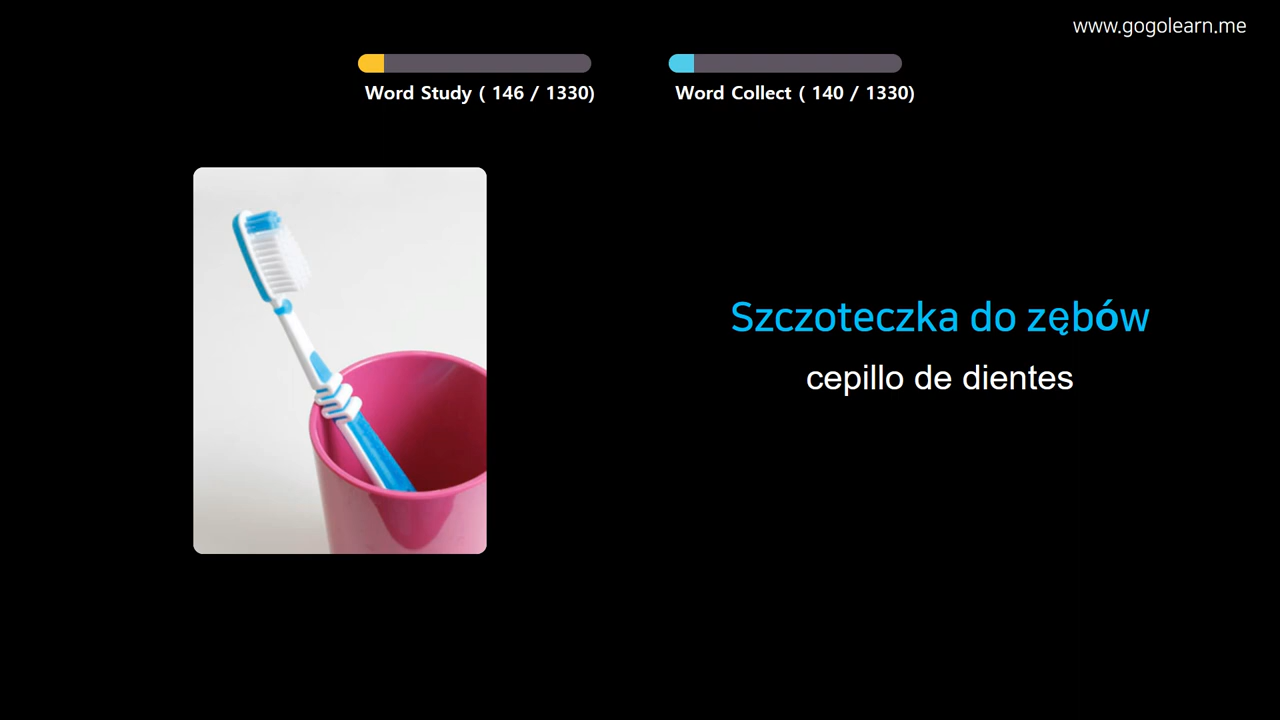 www.gogolearn.me
Word Study ( 146 / 1330)
Word Collect ( 140 / 1330)
Szczoteczka do zębów
cepillo de dientes